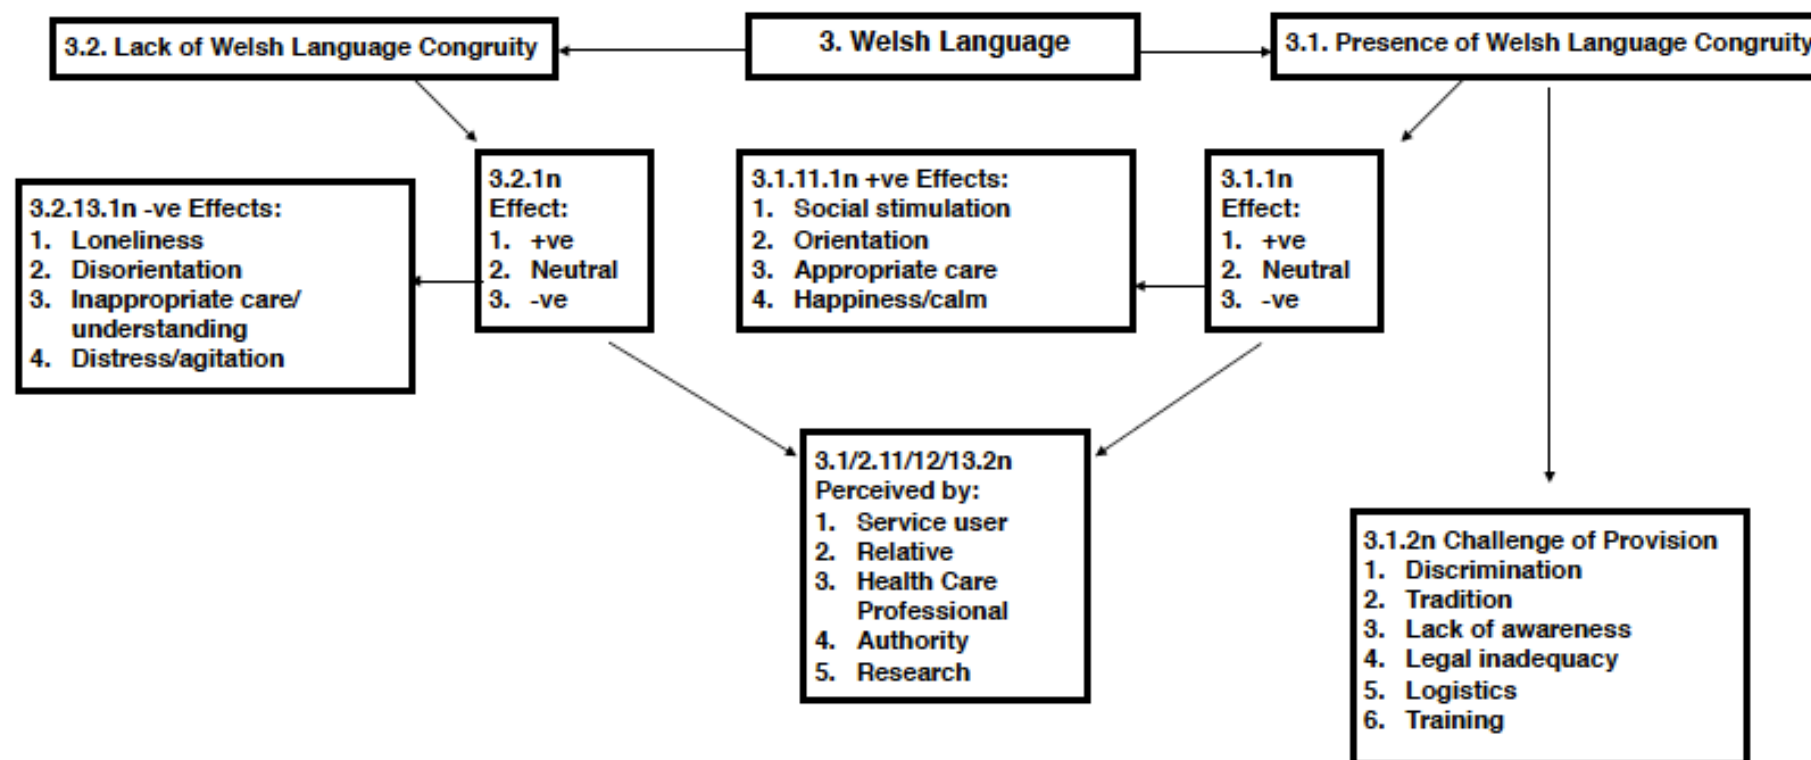 3.2. Lack of Welsh Language Congruity
3. Welsh Language
3.1. Presence of Welsh Language Congruity
3.2.13.1n -ve Effects:
1. Loneliness
2. Disorientation
3. Inappropriate care/
understanding
4. Distress/agitation
3.2.1n
Effect:
1. +ve
2. Neutral
3. -ve
3.1.11.1n +ve Effects:
1. Social stimulation
2. Orientation
3. Appropriate care
4. Happiness/calm
3.1.1n
Effect:
1. +ve
2. Neutral
3. -ve
3.1/2.11/12/13.2n
Perceived by:
1. Service user
2. Relative
3. Health Care
Professional
4. Authority
5. Research
3.1.2n Challenge of Provision
1. Discrimination
2. Tradition
3. Lack of awareness
4. Legal inadequacy
5. Logistics
6. Training